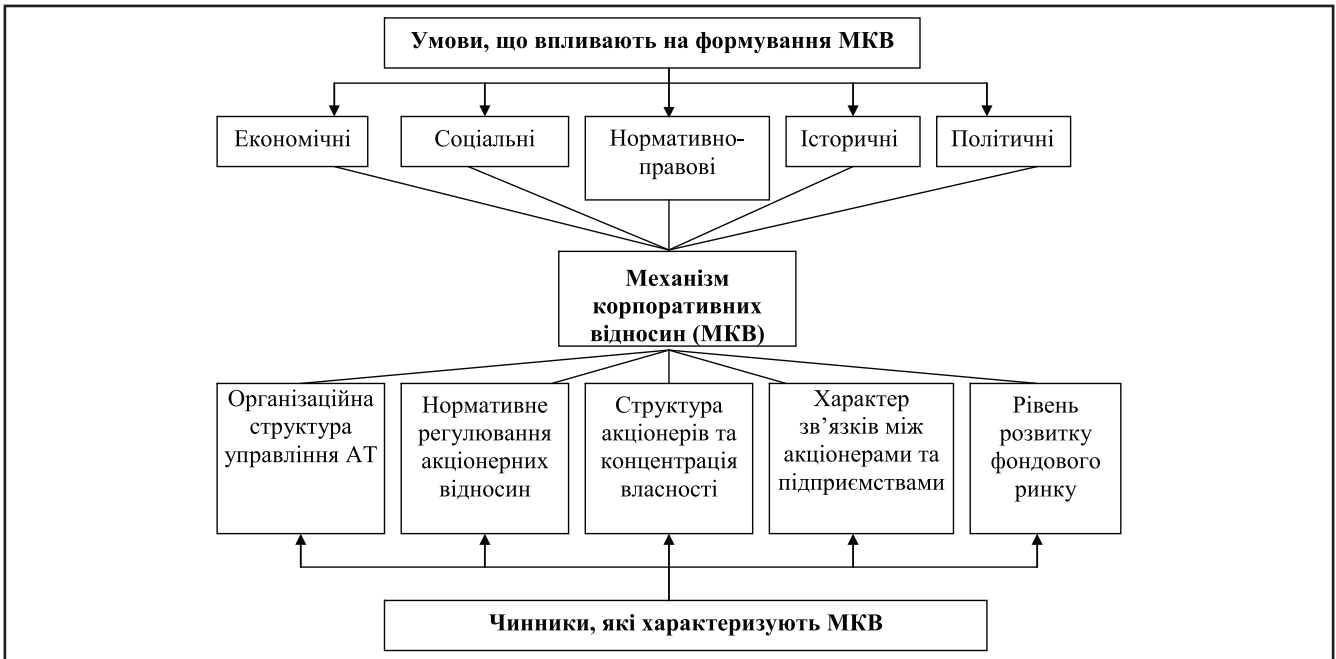 Умови, що впливають на формування МКВ
Економічні
Соціальні
Нормативно-
правові
Історичні
Політичні
Механізм
корпоративних
відносин (МКВ)
Організаційна
структура
управління АТ
Нормативне
регулювання
акціонерних
відносин
Структура
акціонерів та
концентрація
власності
Характер
зв’язків між
акціонерами та
підприємствами
Рівень
розвитку
фондового
ринку
Чинники, які характеризують МКВ